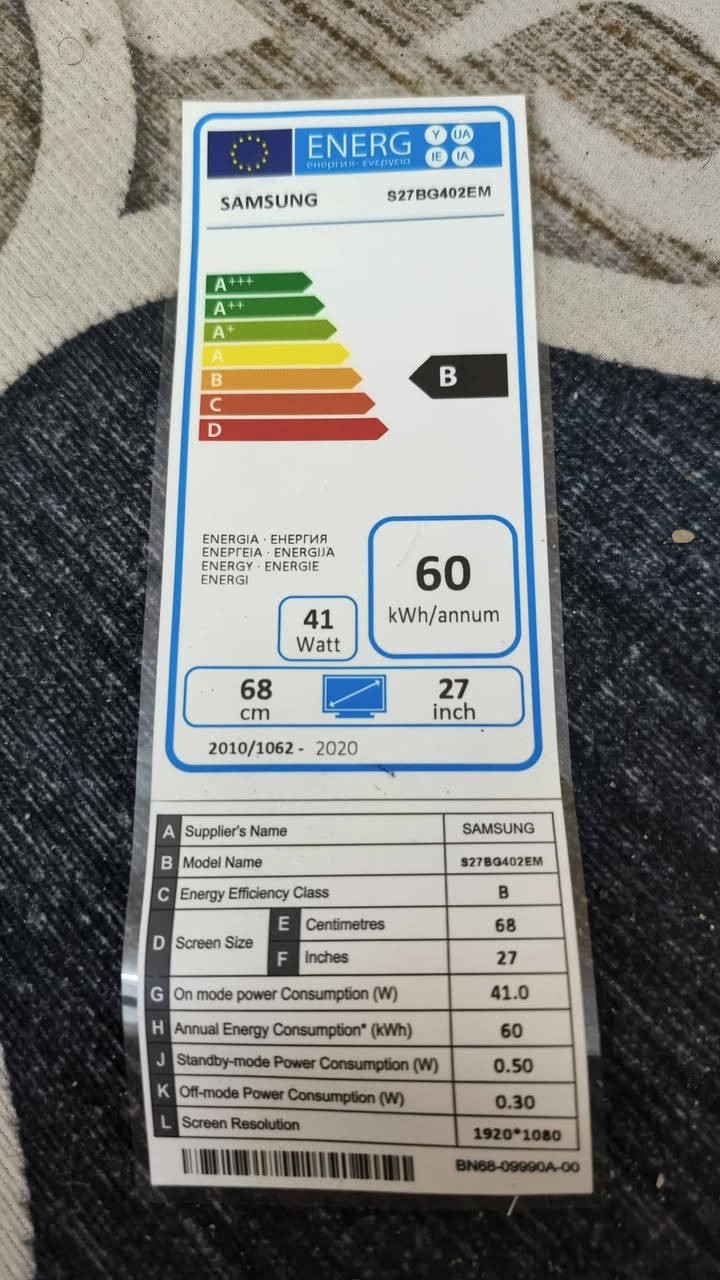 ENERG Y IJA
енергия · ενεργεια IE IA
SAMSUNG S27BG402EM
A+++
A++
A+
A
B B
C
D
ENERGIA · ЕНЕРГИЯ
ΕΝΕΡΓΕΙΑ · ENERGIJA
ENERGY · ENERGIE
ENERGI
60
kWh/annum
41
Watt
68 27
cm inch
2010/1062 - 2020
A Supplier's Name SAMSUNG
B Model Name S27BG402EM
C Energy Efficiency Class B
D Screen Size E Centimetres 68
F Inches 27
G On mode power Consumption (W) 41.0
H Annual Energy Consumption* (kWh) 60
J Standby-mode Power Consumption (W) 0.50
K Off-mode Power Consumption (W) 0.30
L Screen Resolution 1920*1080
BN68-09990A-00